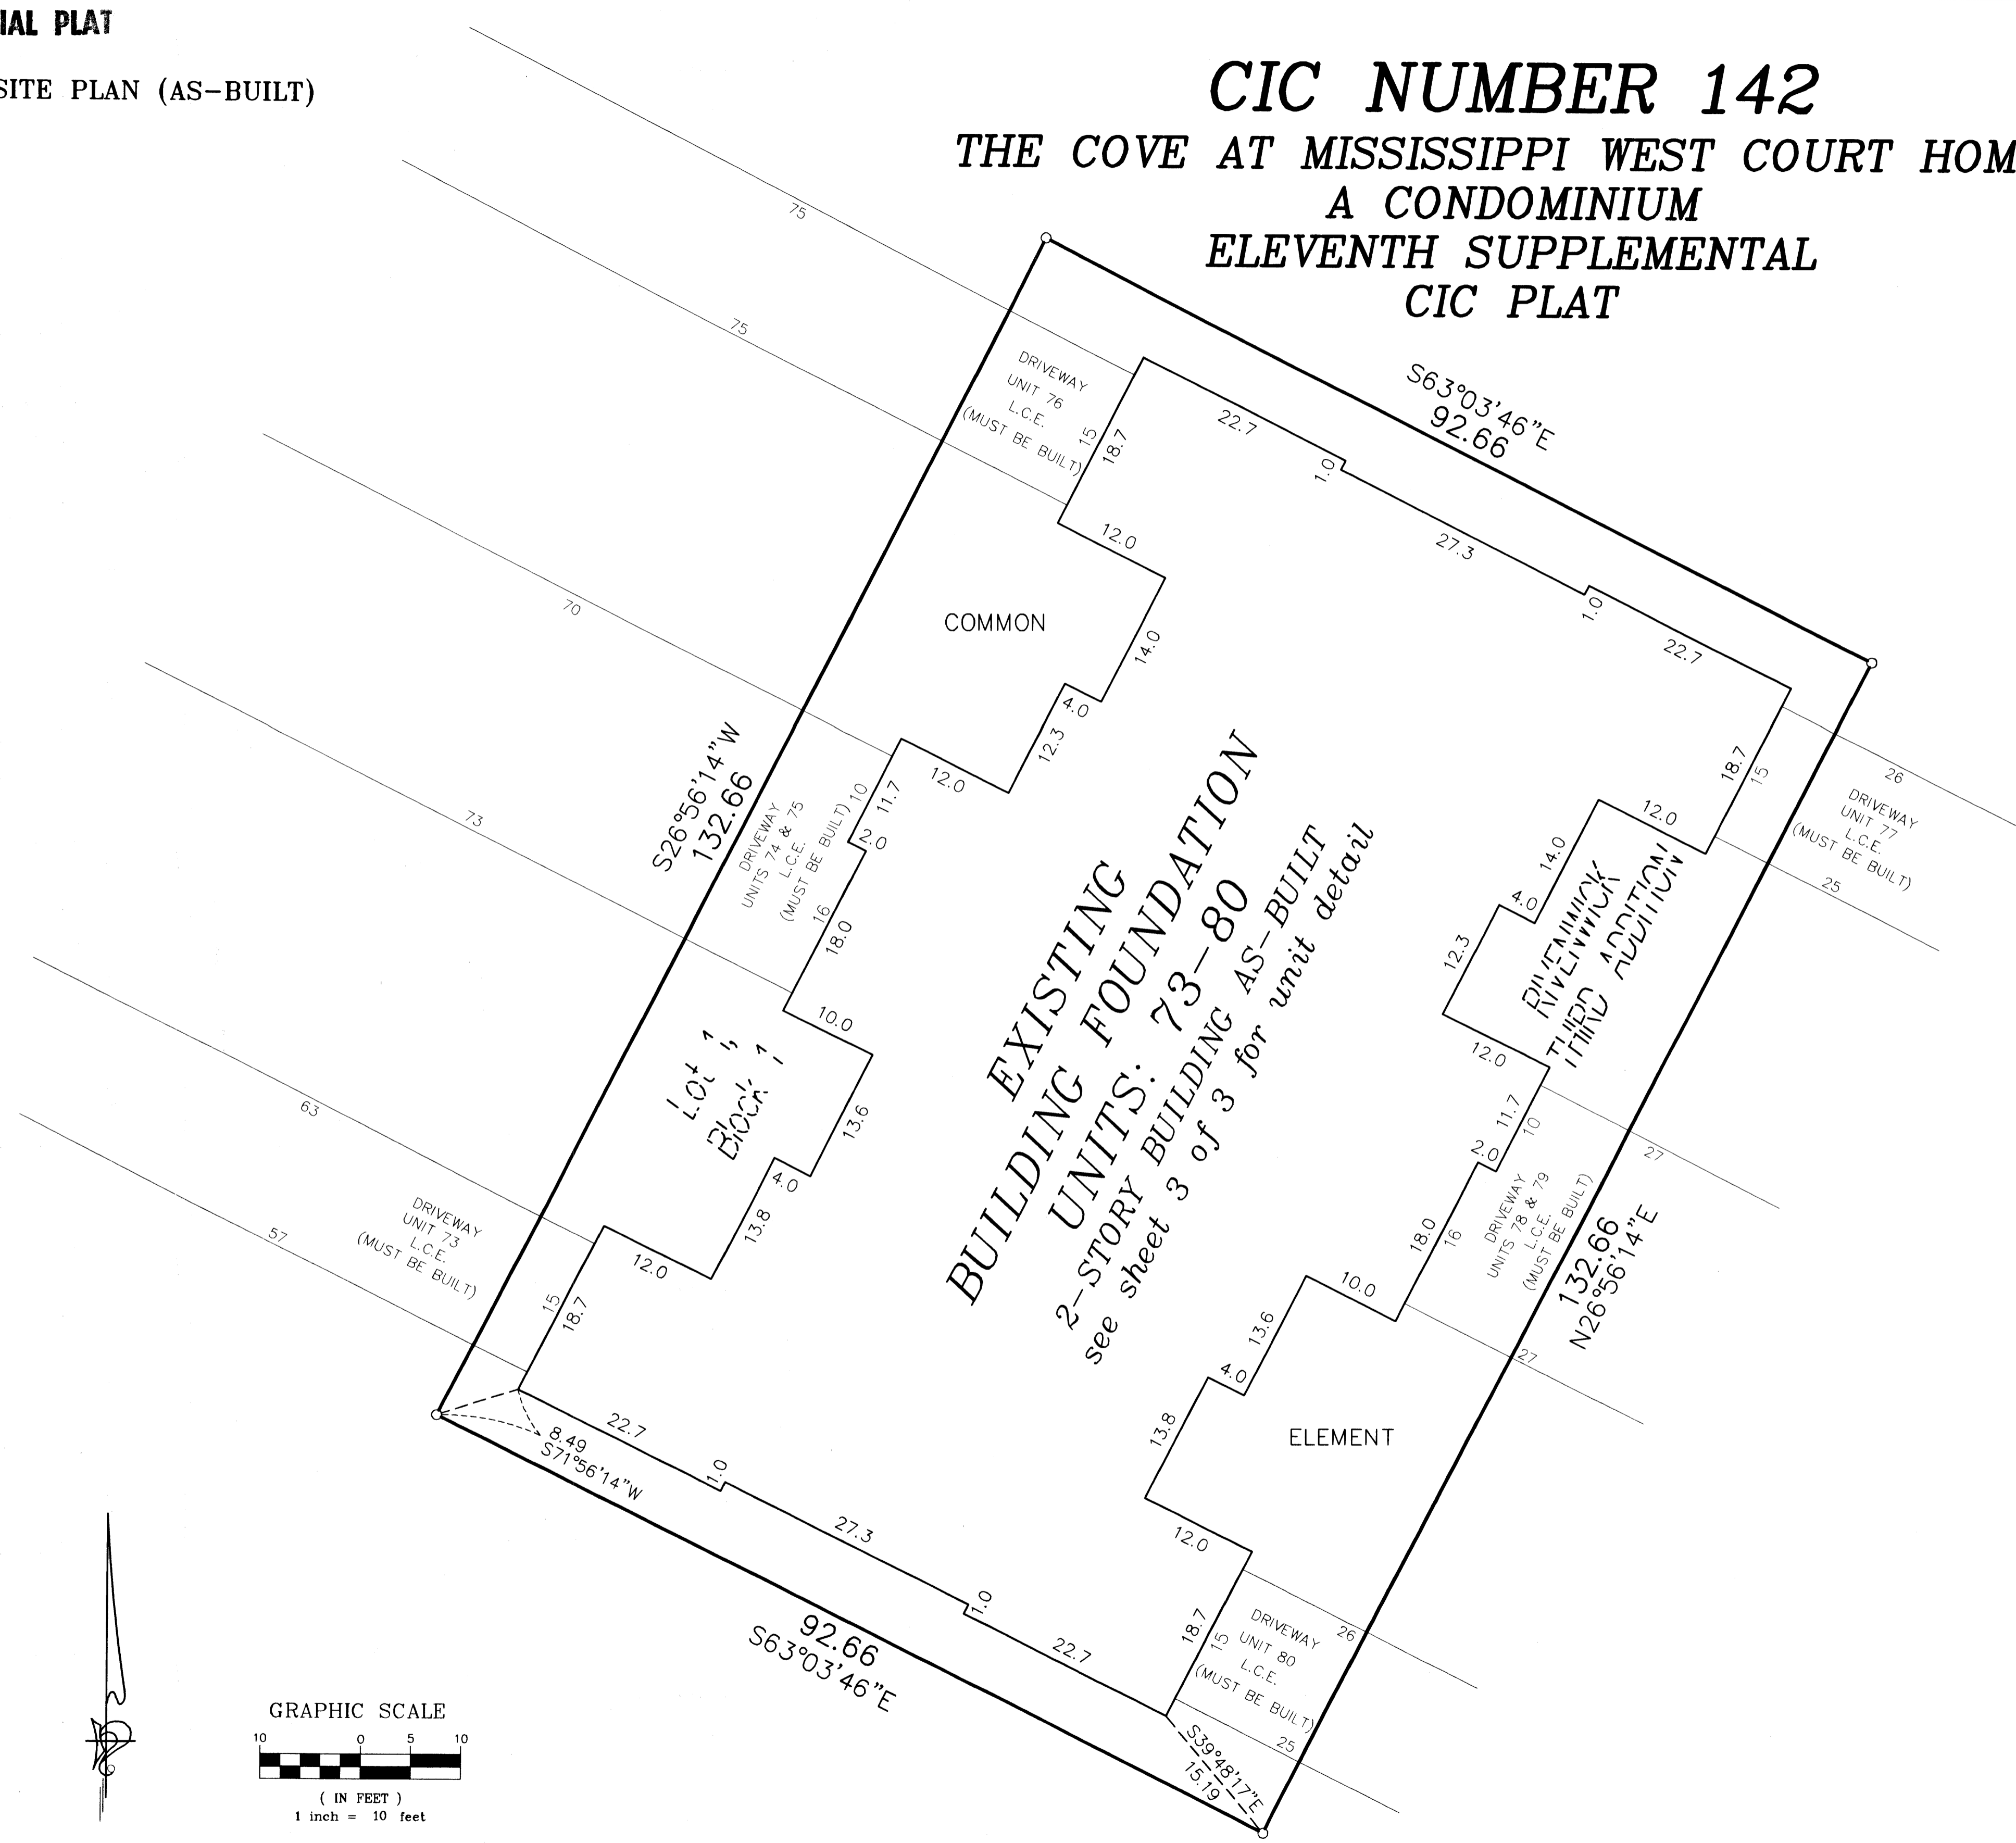 IAL PLAT
SITE PLAN (AS-BUILT)
CIC NUMBER 142
THE COVE AT MISSISSIPPI WEST COURT HOM
A CONDOMINIUM
ELEVENTH SUPPLEMENTAL
CIC PLAT
75
75
70
73
63
57
S63°03'46"E
92.66
DRIVEWAY
UNIT 76
L.C.E.
(MUST BE BUILT)
15
18.7
22.7
1.0
27.3
1.0
22.7
12.0
COMMON
14.0
4.0
12.3
12.0
S26°56'14"W
132.66
DRIVEWAY
UNITS 74 & 75
L.C.E.
(MUST BE BUILT)
10
11.7
2.0
16
18.0
10.0
Lot 1,
Block 1
13.6
4.0
13.8
12.0
DRIVEWAY
UNIT 73
L.C.E.
(MUST BE BUILT)
15
18.7
EXISTING
BUILDING FOUNDATION
UNITS: 73-80
2-STORY BUILDING AS-BUILT
see sheet 3 of 3 for unit detail
18.7
15
26
DRIVEWAY
UNIT 77
L.C.E.
(MUST BE BUILT)
25
12.0
14.0
4.0
12.3
RIVENWICK
THIRD ADDITION
12.0
11.7
10
2.0
27
DRIVEWAY
UNITS 78 & 79
L.C.E.
(MUST BE BUILT)
18.0
16
132.66
N26°56'14"E
10.0
27
13.6
4.0
13.8
ELEMENT
12.0
18.7
15
26
DRIVEWAY
UNIT 80
L.C.E.
(MUST BE BUILT)
25
S39°48'17"E
15.19
22.7
8.49
S71°56'14"W
1.0
27.3
1.0
22.7
92.66
S63°03'46"E
GRAPHIC SCALE
10 0 5 10
( IN FEET )
1 inch = 10 feet